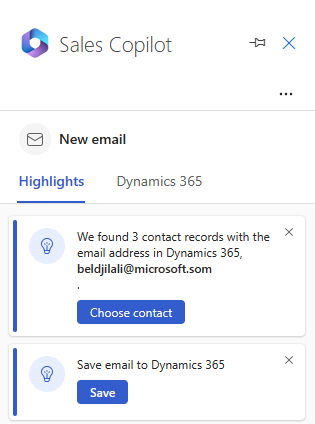 Sales Copilot
...
New email
Highlights
Dynamics 365
We found 3 contact records with the
email address in Dynamics 365,
beldjilali@microsoft.som
.
Choose contact
Save email to Dynamics 365
Save